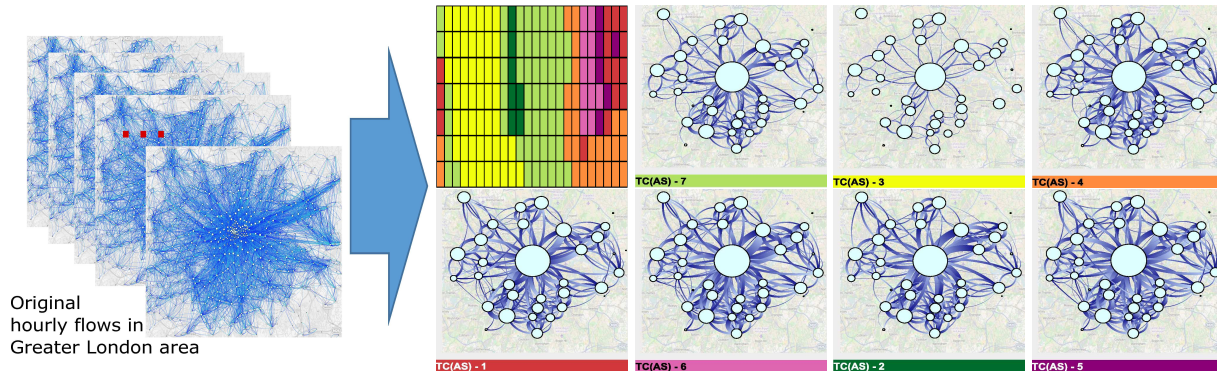 Original
hourly flows in
Greater London area
TC(AS) - 7
TC(AS) - 3
TC(AS) - 4
TC(AS) - 1
TC(AS) - 6
TC(AS) - 2
TC(AS) - 5